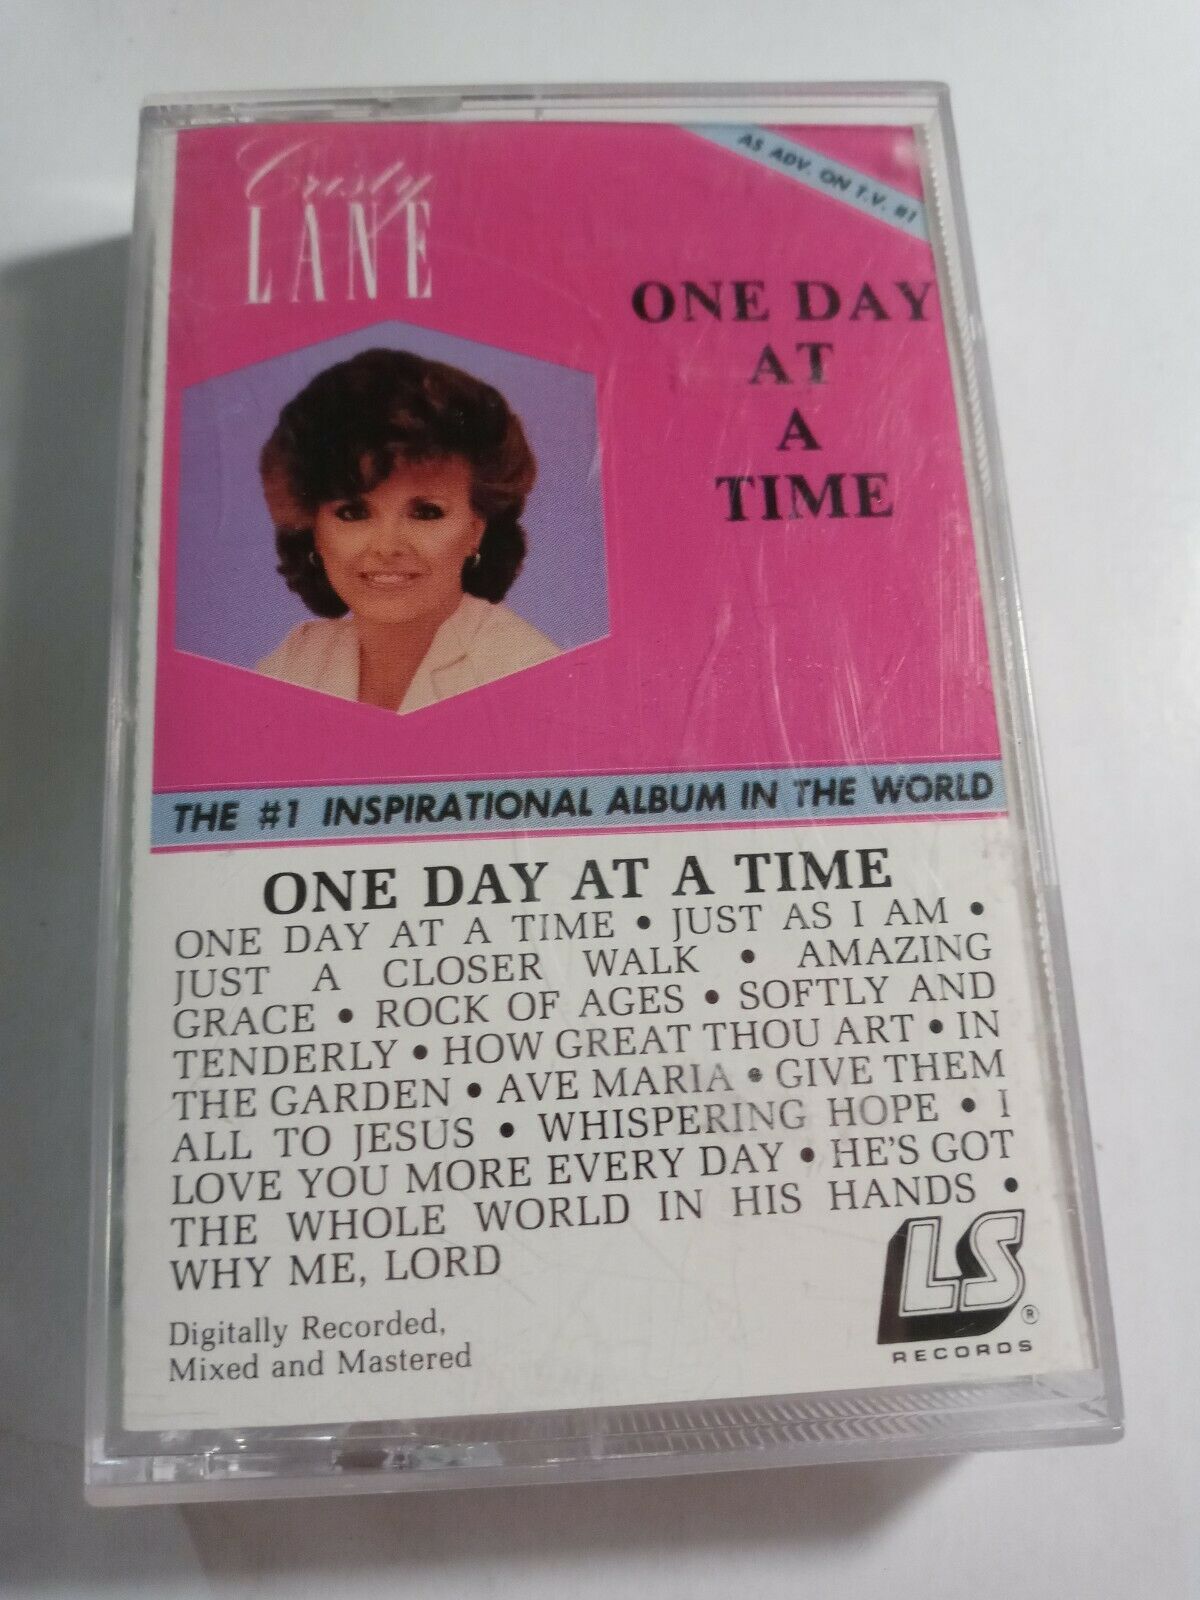 Cristy
LANE
AS ADV. ON T.V. #1
ONE DAY
AT
A
TIME
THE #1 INSPIRATIONAL ALBUM IN THE WORLD
ONE DAY AT A TIME
ONE DAY AT A TIME • JUST AS I AM •
JUST A CLOSER WALK • AMAZING
GRACE • ROCK OF AGES • SOFTLY AND
TENDERLY • HOW GREAT THOU ART • IN
THE GARDEN • AVE MARIA • GIVE THEM
ALL TO JESUS • WHISPERING HOPE • I
LOVE YOU MORE EVERY DAY • HE'S GOT
THE WHOLE WORLD IN HIS HANDS •
WHY ME, LORD
Digitally Recorded,
Mixed and Mastered
LS®
RECORDS